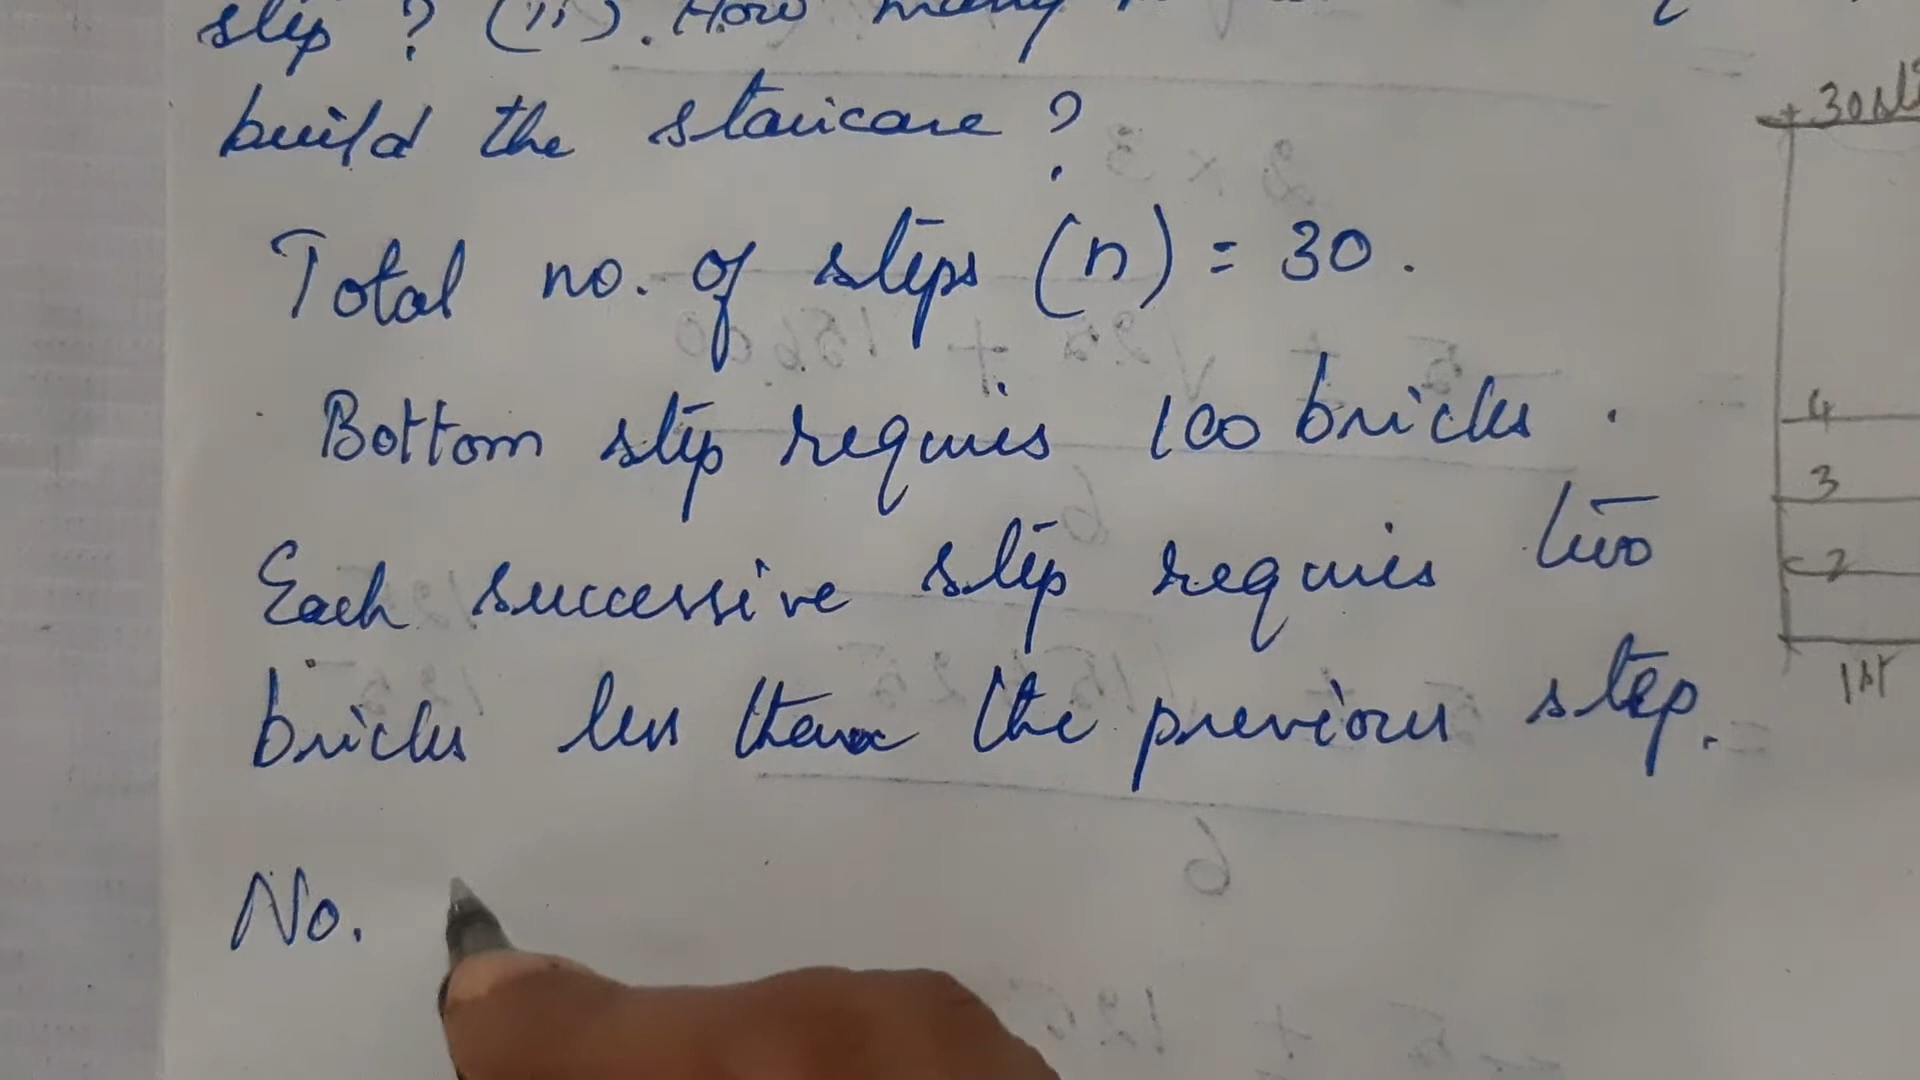 step ? (ii). How many
build the staircase ?
Total no. of steps (n) = 30.
Bottom step requires 100 bricks.
Each successive step requires two
bricks less than the previous step.
No.
30
4
3
2
1st